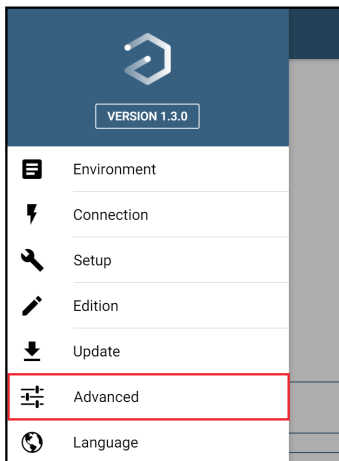 VERSION 1.3.0
Environment
Connection
Setup
Edition
Update
Advanced
Language